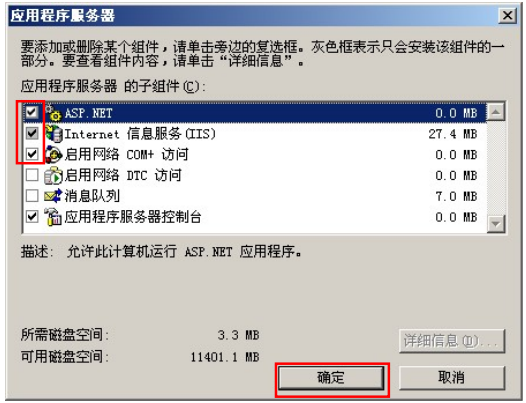 应用程序服务器
要添加或删除某个组件，请单击旁边的复选框。灰色框表示只会安装该组件的一
部分。要查看组件内容，请单击“详细信息”。
应用程序服务器 的子组件(C):
ASP.NET 0.0 MB
Internet 信息服务(IIS) 27.4 MB
启用网络 COM+ 访问 0.0 MB
启用网络 DTC 访问 0.0 MB
消息队列 7.0 MB
应用程序服务器控制台 0.0 MB
描述: 允许此计算机运行 ASP.NET 应用程序。
所需磁盘空间: 3.3 MB
详细信息(D)...
可用磁盘空间: 11401.1 MB
确定 取消